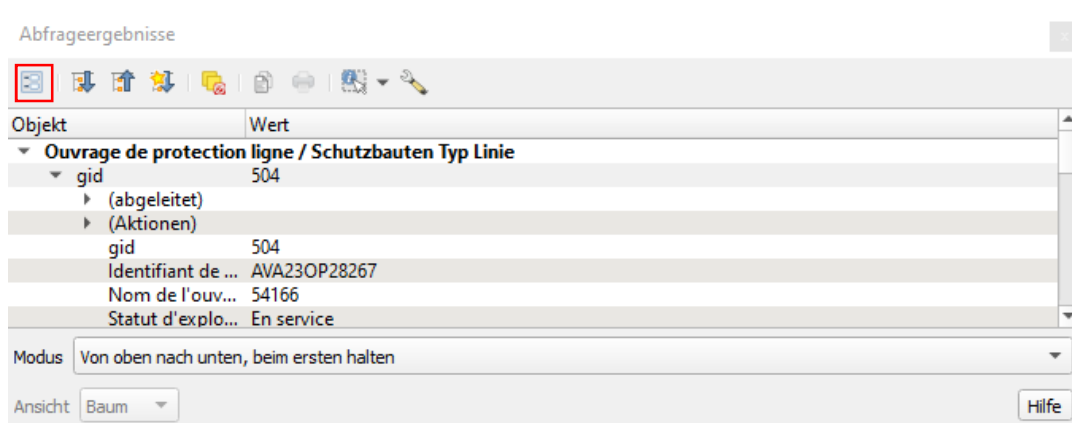 Abfrageergebnisse
Objekt Wert
Ouvrage de protection ligne / Schutzbauten Typ Linie
gid 504
(abgeleitet)
(Aktionen)
gid 504
Identifiant de ... AVA23OP28267
Nom de l'ouv... 54166
Statut d'explo... En service
Modus Von oben nach unten, beim ersten halten
Ansicht Baum Hilfe